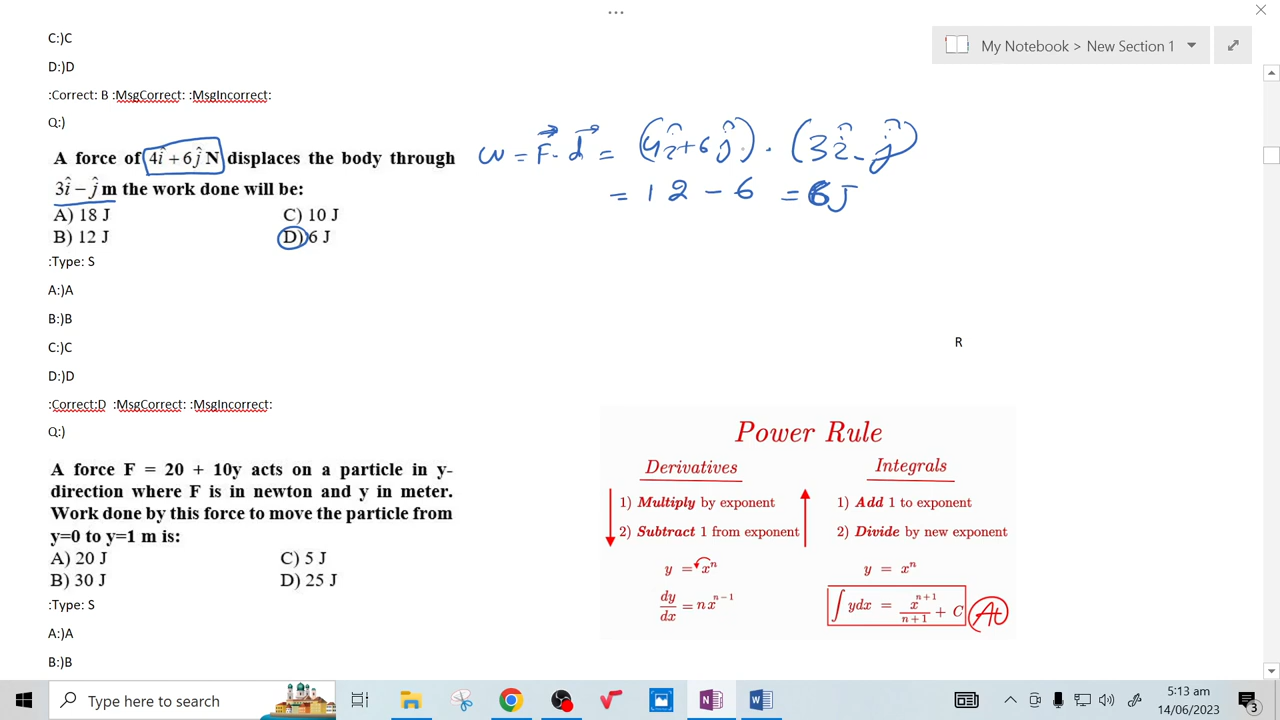 ...
C:)C
My Notebook > New Section 1
D:)D
:Correct: B :MsgCorrect: :MsgIncorrect:
Q:)
A force of 4î + 6ĵ N displaces the body through
3î − ĵ m the work done will be:
A) 18 J C) 10 J
B) 12 J D) 6 J
ω = F⃗ . d⃗ = (4î + 6ĵ) . (3î - ĵ)
= 12 - 6 = 6J
:Type: S
A:)A
B:)B
C:)C
D:)D
R
:Correct:D :MsgCorrect: :MsgIncorrect:
Q:)
A force F = 20 + 10y acts on a particle in y-
direction where F is in newton and y in meter.
Work done by this force to move the particle from
y=0 to y=1 m is:
A) 20 J C) 5 J
B) 30 J D) 25 J
:Type: S
A:)A
B:)B
Power Rule
Derivatives
1) Multiply by exponent
2) Subtract 1 from exponent
y = xⁿ
dy/dx = nxⁿ⁻¹
Integrals
1) Add 1 to exponent
2) Divide by new exponent
y = xⁿ
∫ydx = xⁿ⁺¹/n+1 + C
Type here to search
5:13 am
14/06/2023
3